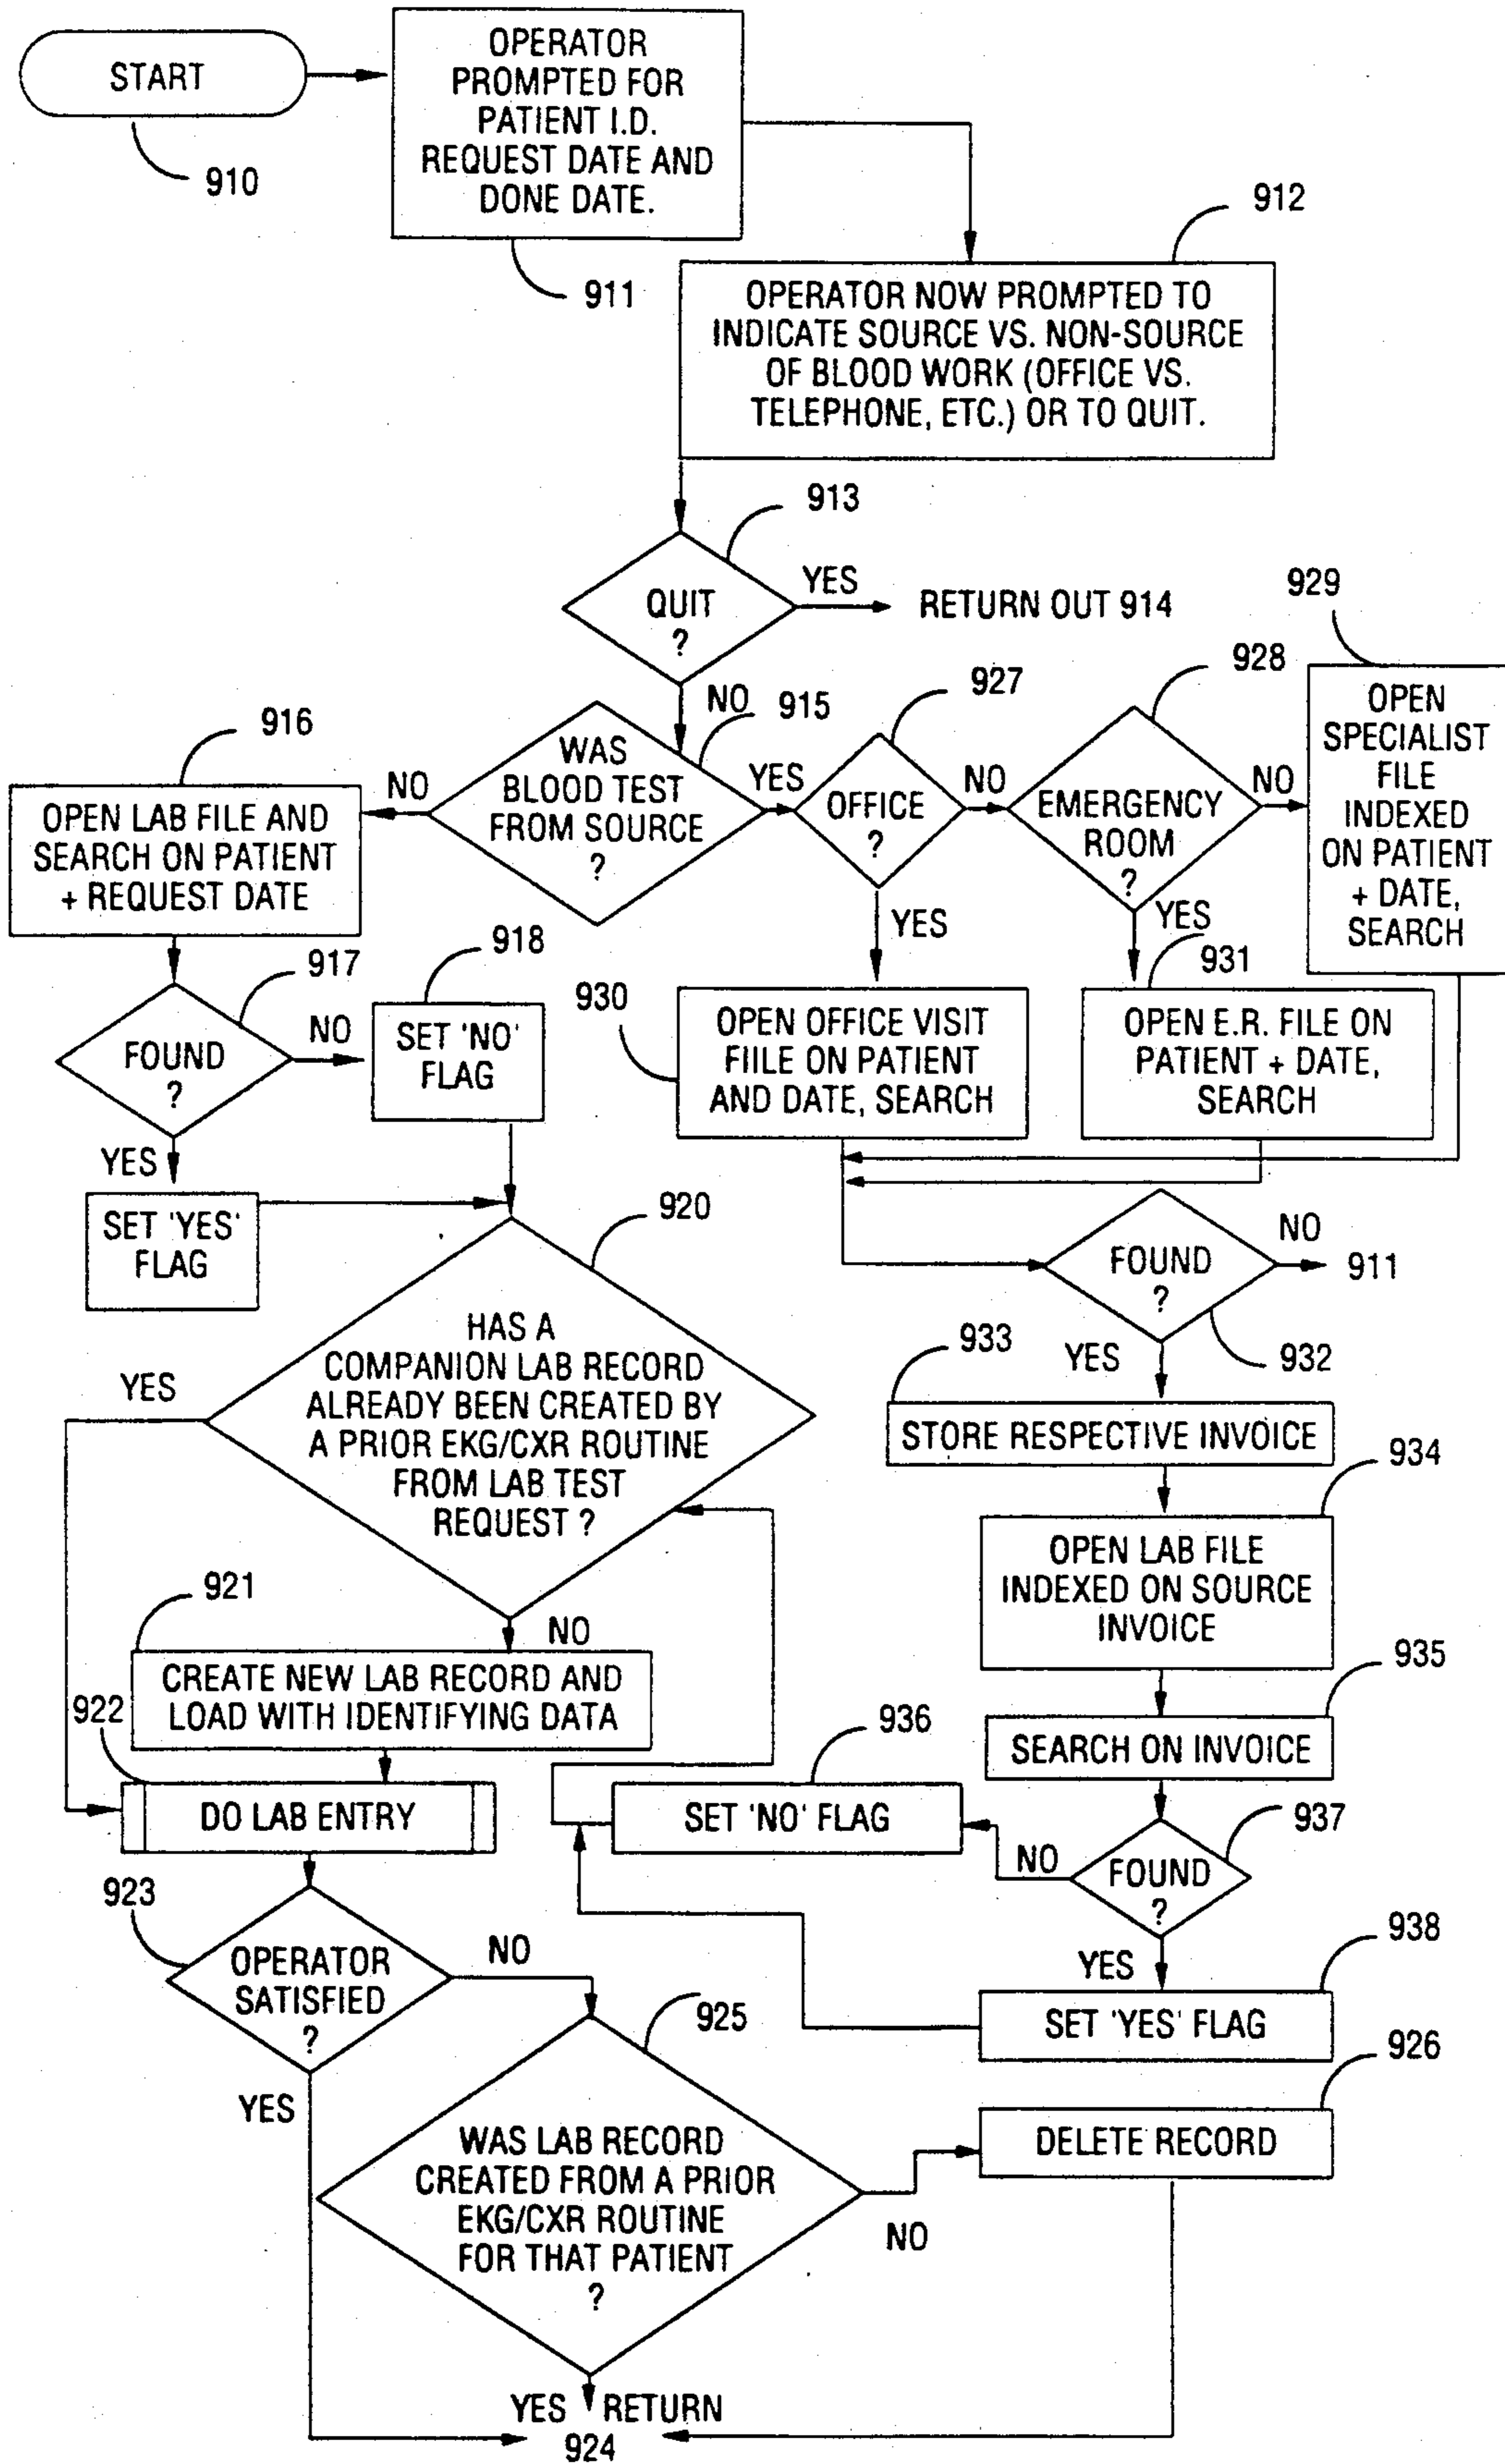 START
910
OPERATOR
PROMPTED FOR
PATIENT I.D.
REQUEST DATE AND
DONE DATE.
911
912
OPERATOR NOW PROMPTED TO
INDICATE SOURCE VS. NON-SOURCE
OF BLOOD WORK (OFFICE VS.
TELEPHONE, ETC.) OR TO QUIT.
913
QUIT
?
YES
RETURN OUT 914
NO
915
WAS
BLOOD TEST
FROM SOURCE
?
NO
YES
916
OPEN LAB FILE AND
SEARCH ON PATIENT
+ REQUEST DATE
927
OFFICE
?
NO
YES
928
EMERGENCY
ROOM
?
NO
YES
929
OPEN
SPECIALIST
FILE
INDEXED
ON PATIENT
+ DATE,
SEARCH
917
FOUND
?
NO
YES
918
SET 'NO'
FLAG
SET 'YES'
FLAG
930
OPEN OFFICE VISIT
FIILE ON PATIENT
AND DATE, SEARCH
931
OPEN E.R. FILE ON
PATIENT + DATE,
SEARCH
920
HAS A
COMPANION LAB RECORD
ALREADY BEEN CREATED BY
A PRIOR EKG/CXR ROUTINE
FROM LAB TEST
REQUEST ?
YES
NO
FOUND
?
NO
911
932
YES
933
STORE RESPECTIVE INVOICE
934
OPEN LAB FILE
INDEXED ON SOURCE
INVOICE
935
SEARCH ON INVOICE
921
CREATE NEW LAB RECORD AND
LOAD WITH IDENTIFYING DATA
922
DO LAB ENTRY
936
SET 'NO' FLAG
937
FOUND
?
NO
YES
938
SET 'YES' FLAG
923
OPERATOR
SATISFIED
?
NO
YES
925
WAS LAB RECORD
CREATED FROM A PRIOR
EKG/CXR ROUTINE
FOR THAT PATIENT
?
NO
926
DELETE RECORD
YES
RETURN
924